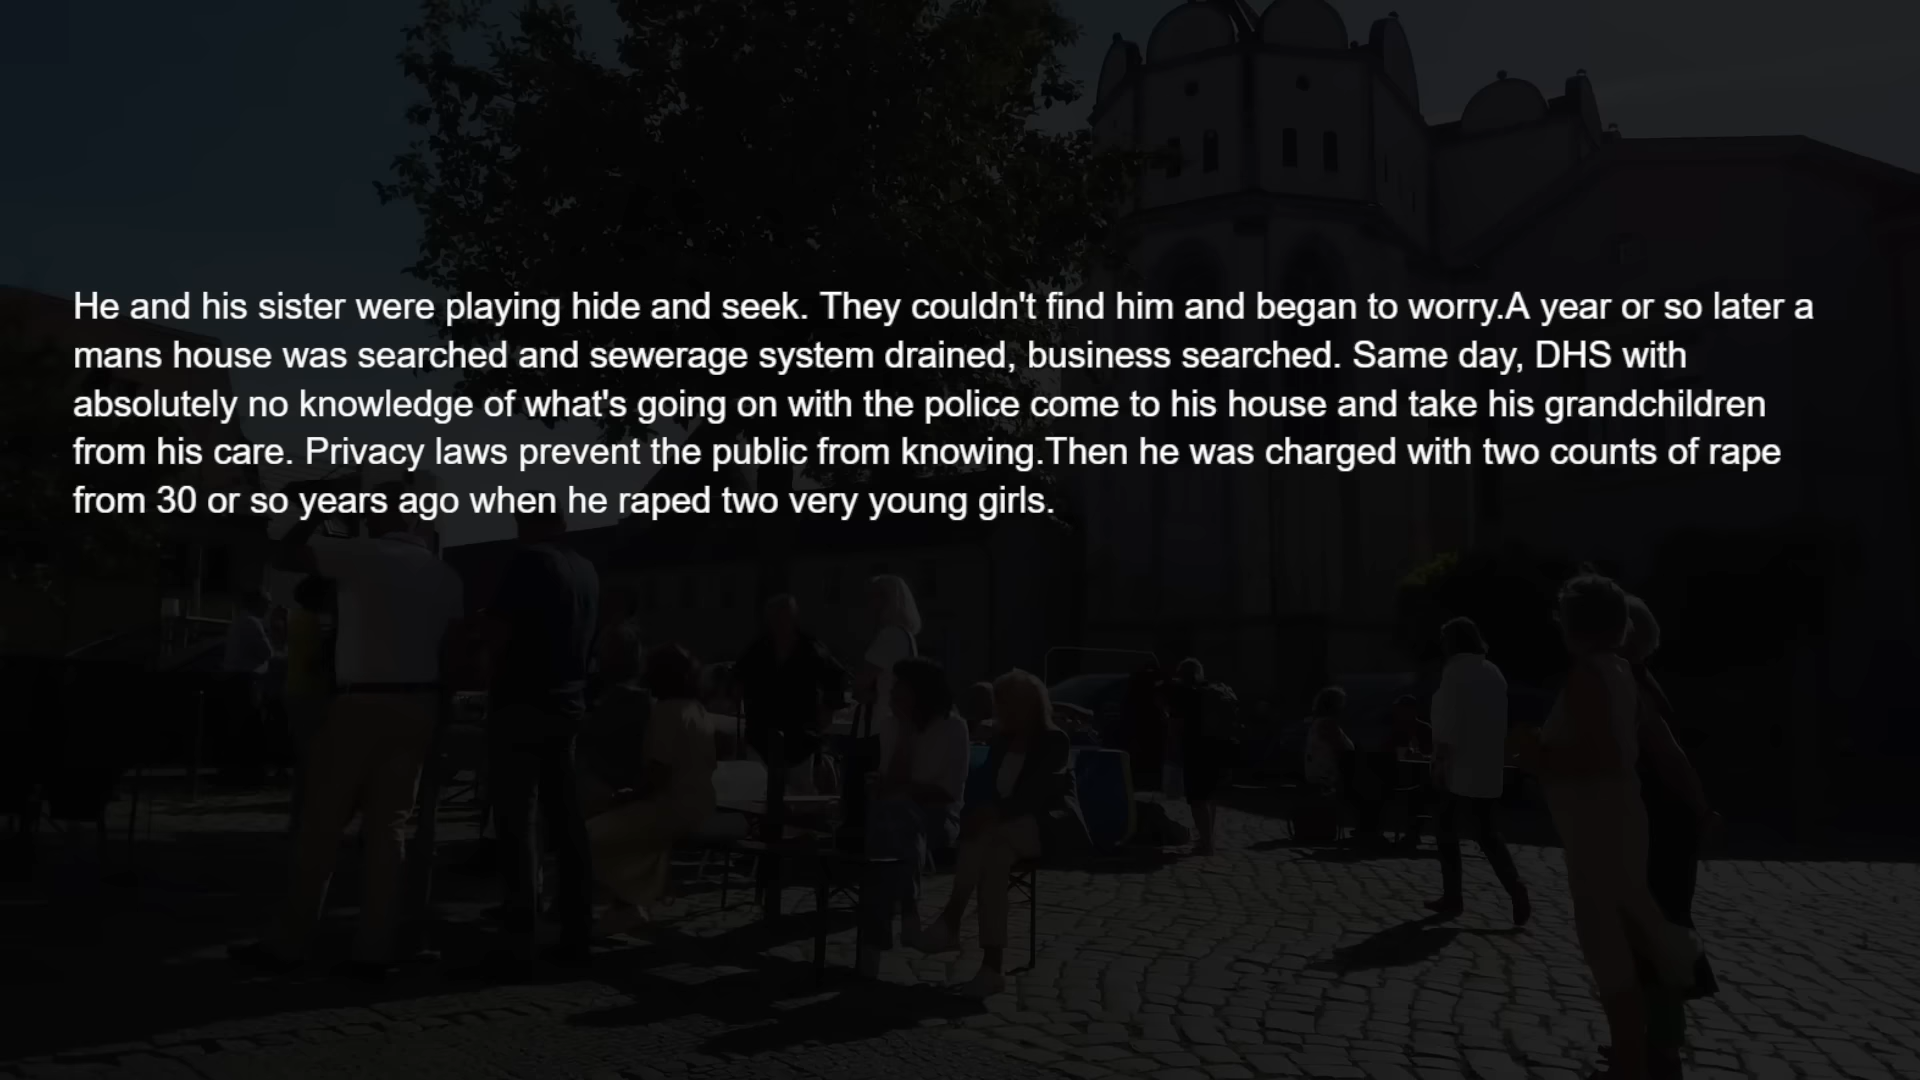 He and his sister were playing hide and seek. They couldn't find him and began to worry.A year or so later a
mans house was searched and sewerage system drained, business searched. Same day, DHS with
absolutely no knowledge of what's going on with the police come to his house and take his grandchildren
from his care. Privacy laws prevent the public from knowing.Then he was charged with two counts of rape
from 30 or so years ago when he raped two very young girls.